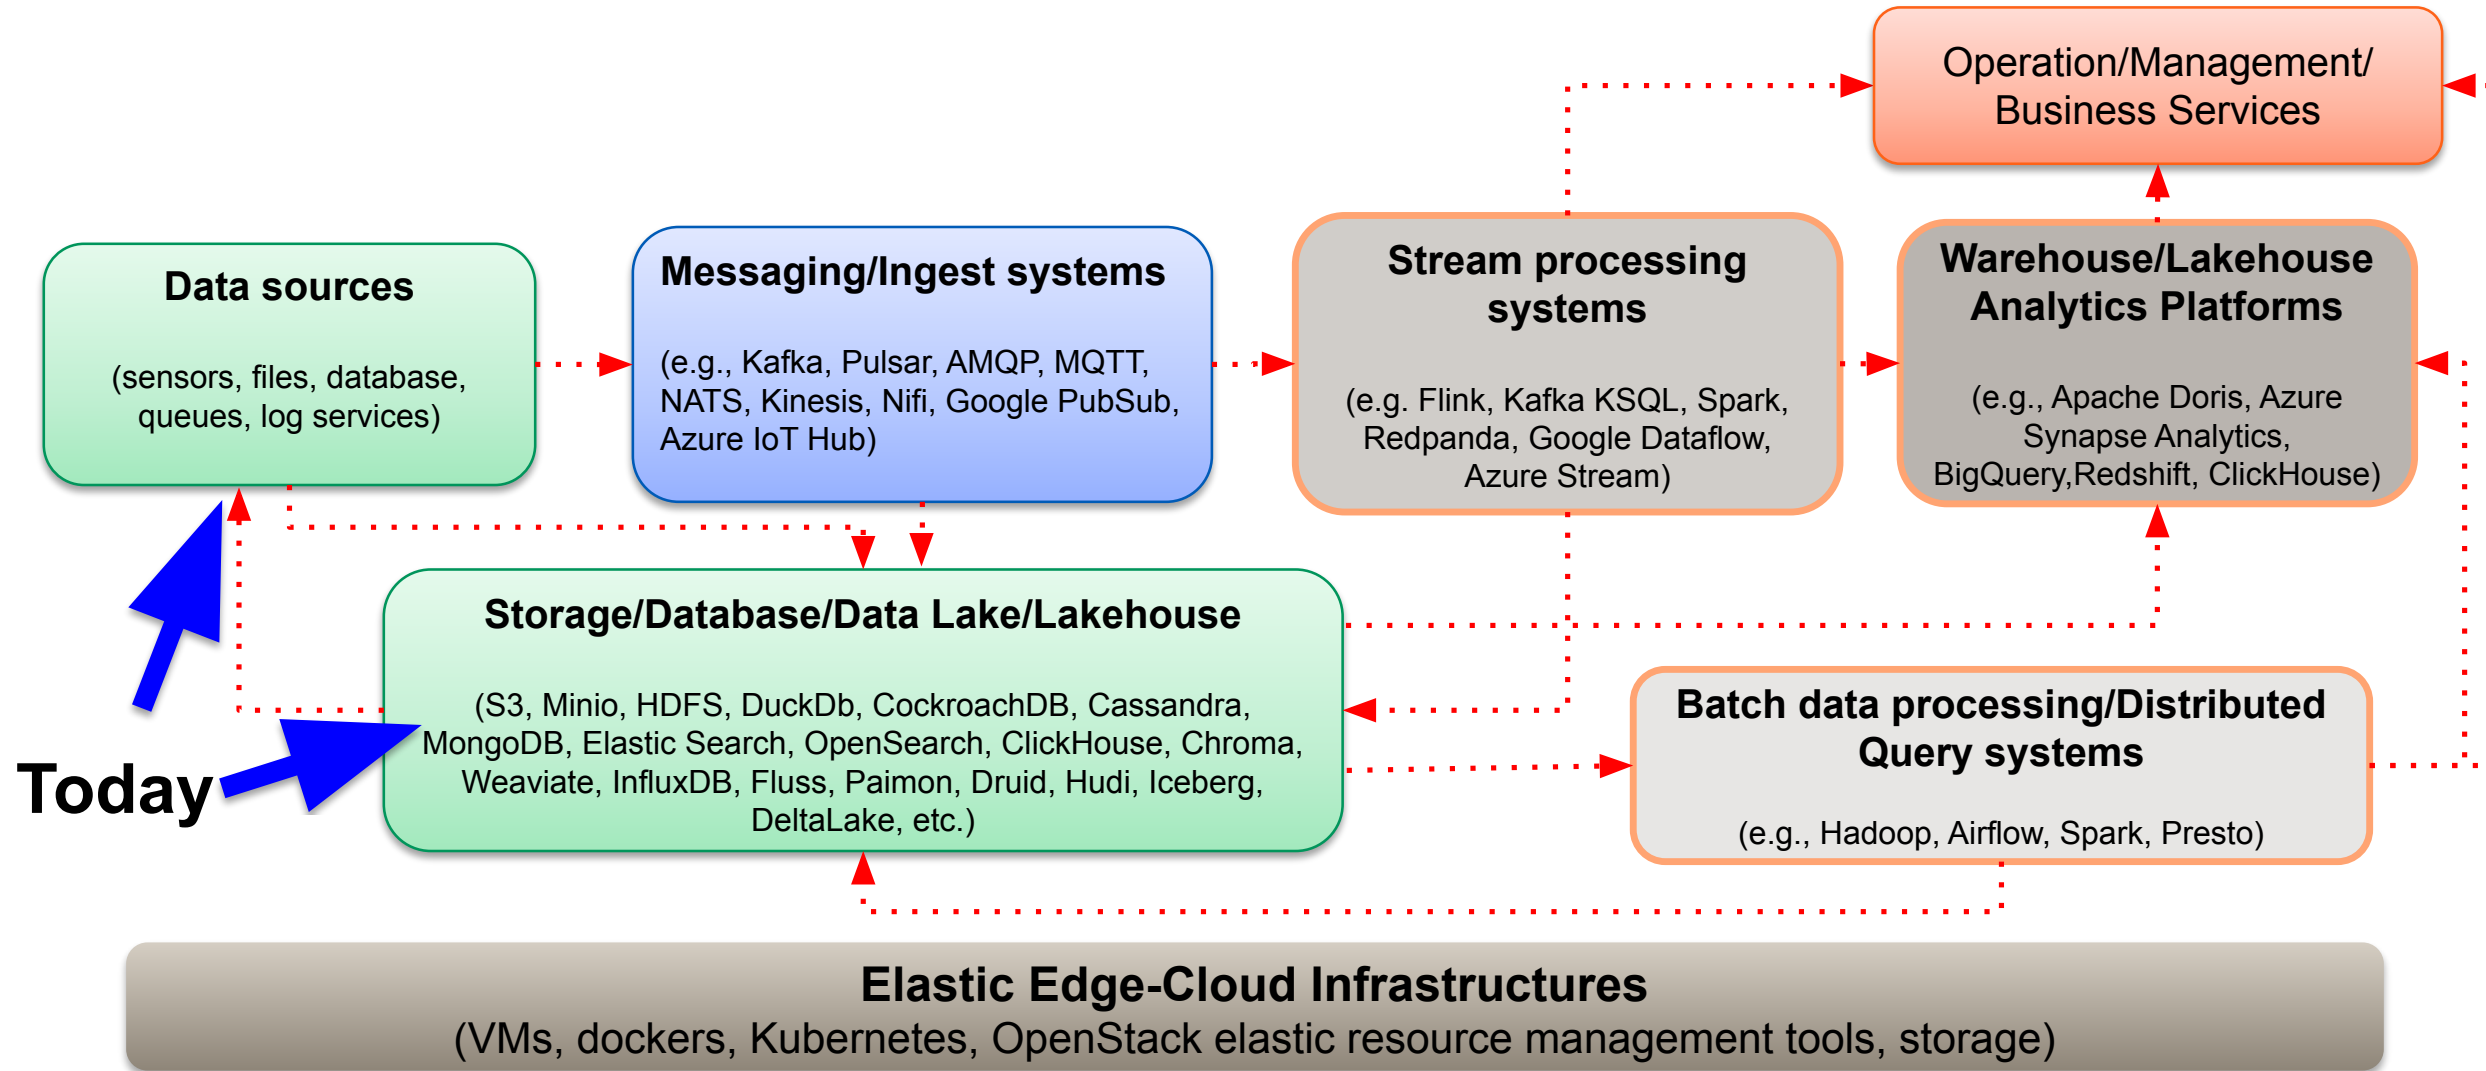 Operation/Management/
Business Services
Data sources
(sensors, files, database,
queues, log services)
Messaging/Ingest systems
(e.g., Kafka, Pulsar, AMQP, MQTT,
NATS, Kinesis, Nifi, Google PubSub,
Azure IoT Hub)
Stream processing
systems
(e.g. Flink, Kafka KSQL, Spark,
Redpanda, Google Dataflow,
Azure Stream)
Warehouse/Lakehouse
Analytics Platforms
(e.g., Apache Doris, Azure
Synapse Analytics,
BigQuery,Redshift, ClickHouse)
Today
Storage/Database/Data Lake/Lakehouse
(S3, Minio, HDFS, DuckDb, CockroachDB, Cassandra,
MongoDB, Elastic Search, OpenSearch, ClickHouse, Chroma,
Weaviate, InfluxDB, Fluss, Paimon, Druid, Hudi, Iceberg,
DeltaLake, etc.)
Batch data processing/Distributed
Query systems
(e.g., Hadoop, Airflow, Spark, Presto)
Elastic Edge-Cloud Infrastructures
(VMs, dockers, Kubernetes, OpenStack elastic resource management tools, storage)